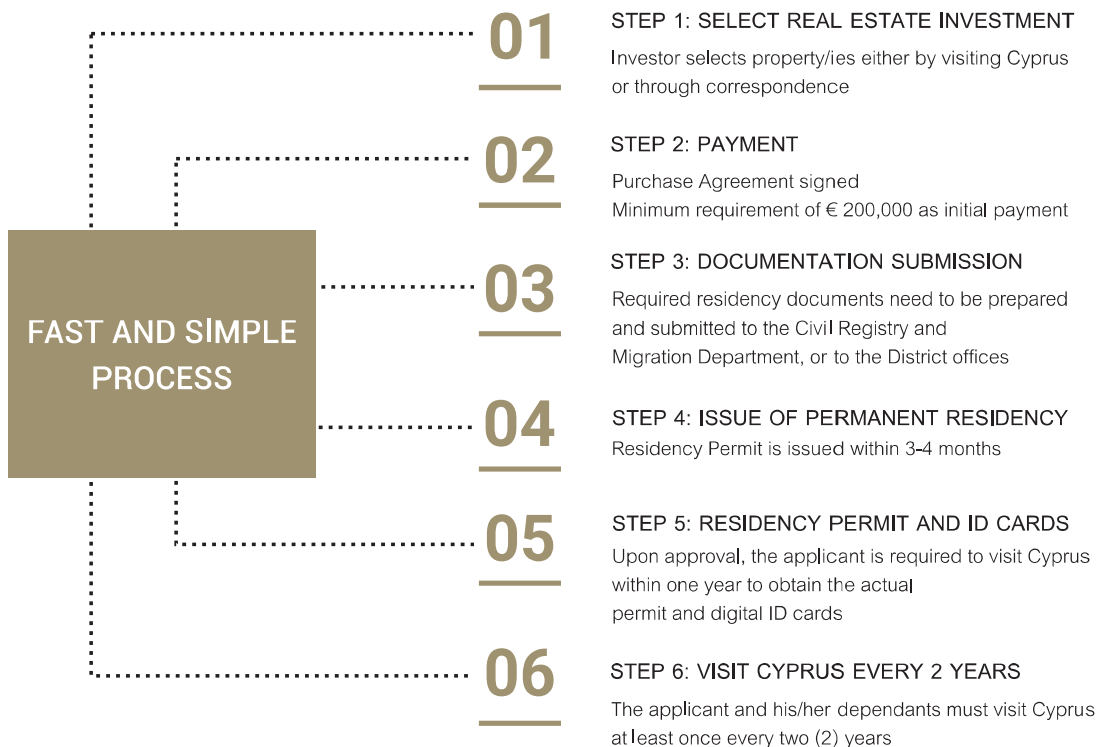 01
STEP 1: SELECT REAL ESTATE INVESTMENT
Investor selects property/ies either by visiting Cyprus
or through correspondence
02
STEP 2: PAYMENT
Purchase Agreement signed
Minimum requirement of € 200,000 as initial payment
03
STEP 3: DOCUMENTATION SUBMISSION
Required residency documents need to be prepared
and submitted to the Civil Registry and
Migration Department, or to the District offices
FAST AND SIMPLE
PROCESS
04
STEP 4: ISSUE OF PERMANENT RESIDENCY
Residency Permit is issued within 3-4 months
05
STEP 5: RESIDENCY PERMIT AND ID CARDS
Upon approval, the applicant is required to visit Cyprus
within one year to obtain the actual
permit and digital ID cards
06
STEP 6: VISIT CYPRUS EVERY 2 YEARS
The applicant and his/her dependants must visit Cyprus
at least once every two (2) years